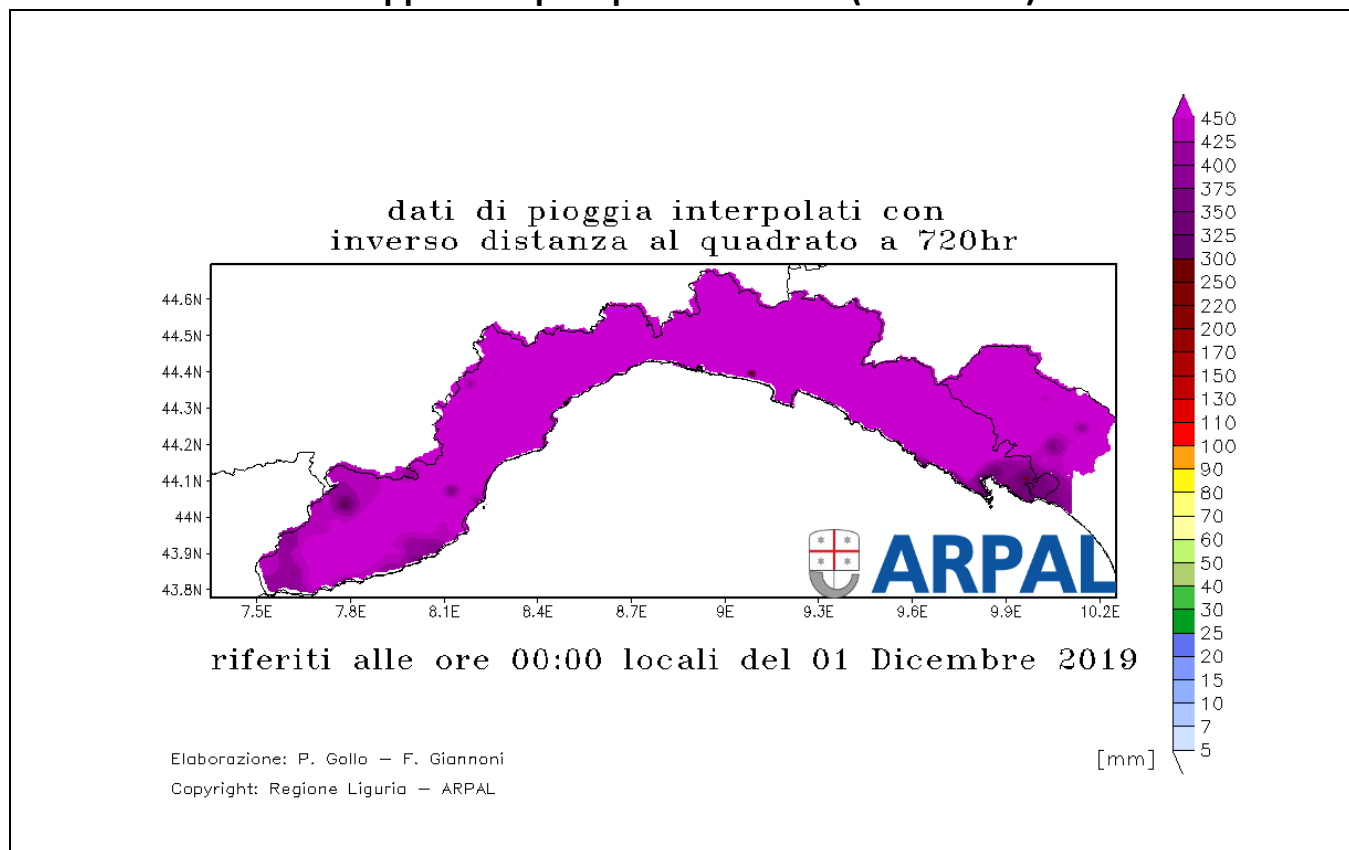 dati di pioggia interpolati con
inverso distanza al quadrato a 720hr
44.6N
44.5N
44.4N
44.3N
44.2N
44.1N
44N
43.9N
43.8N
7.5E 7.8E 8.1E 8.4E 8.7E 9E 9.3E 9.6E 9.9E 10.2E
ARPAL
450
425
400
375
350
325
300
250
220
200
170
150
130
110
100
90
80
70
60
50
40
30
25
20
15
10
7
5
[mm]
riferiti alle ore 00:00 locali del 01 Dicembre 2019
Elaborazione: P. Gollo – F. Giannoni
Copyright: Regione Liguria – ARPAL